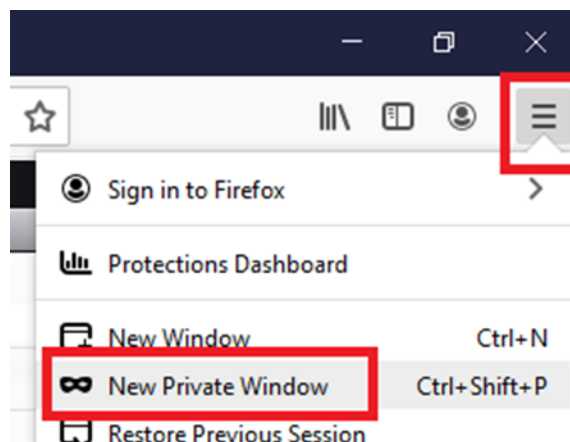 Sign in to Firefox
Protections Dashboard
New Window Ctrl+N
New Private Window Ctrl+Shift+P
Restore Previous Session